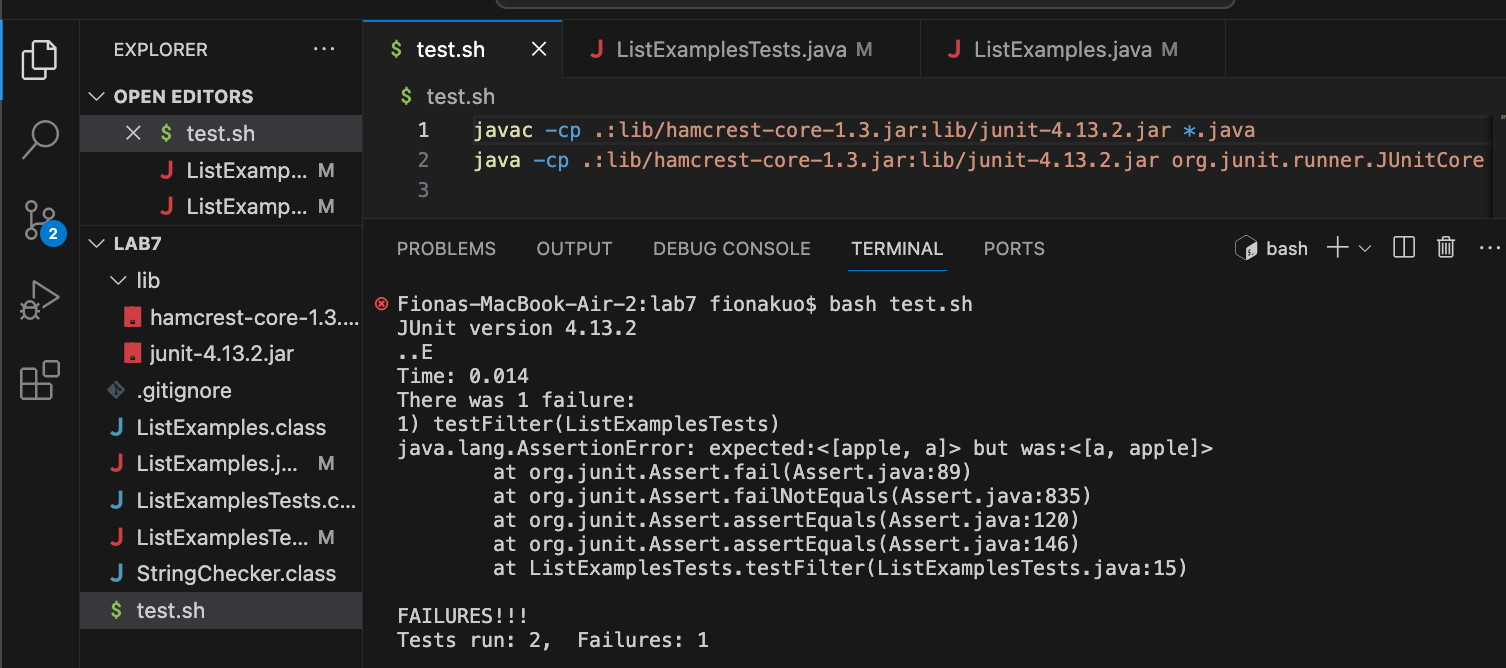 EXPLORER
...
OPEN EDITORS
$ test.sh
J ListExamp... M
J ListExamp... M
2
LAB7
lib
hamcrest-core-1.3....
junit-4.13.2.jar
.gitignore
J ListExamples.class
J ListExamples.j... M
J ListExamplesTests.c...
J ListExamplesTe... M
J StringChecker.class
$ test.sh
$ test.sh
J ListExamplesTests.java M
J ListExamples.java M
$ test.sh
1 javac -cp .:lib/hamcrest-core-1.3.jar:lib/junit-4.13.2.jar *.java
2 java -cp .:lib/hamcrest-core-1.3.jar:lib/junit-4.13.2.jar org.junit.runner.JUnitCore
3
PROBLEMS OUTPUT DEBUG CONSOLE TERMINAL PORTS
bash
...
Fionas-MacBook-Air-2:lab7 fionakuo$ bash test.sh
JUnit version 4.13.2
..E
Time: 0.014
There was 1 failure:
1) testFilter(ListExamplesTests)
java.lang.AssertionError: expected:<[apple, a]> but was:<[a, apple]>
at org.junit.Assert.fail(Assert.java:89)
at org.junit.Assert.failNotEquals(Assert.java:835)
at org.junit.Assert.assertEquals(Assert.java:120)
at org.junit.Assert.assertEquals(Assert.java:146)
at ListExamplesTests.testFilter(ListExamplesTests.java:15)
FAILURES!!!
Tests run: 2,  Failures: 1